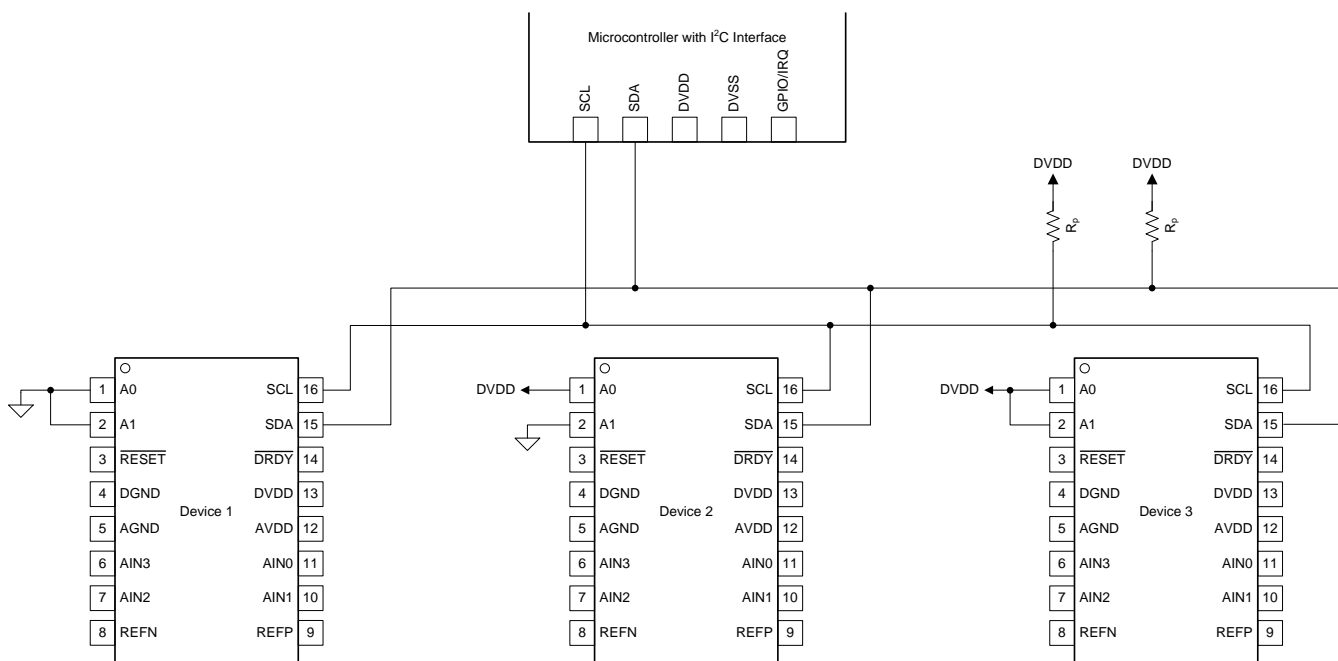 Microcontroller with I²C Interface
SCL
SDA
DVDD
DVSS
GPIO/IRQ
DVDD
DVDD
Rp
Rp
1 A0 SCL 16
2 A1 SDA 15
3 RESET DRDY 14
4 DGND DVDD 13
Device 1
5 AGND AVDD 12
6 AIN3 AIN0 11
7 AIN2 AIN1 10
8 REFN REFP 9
DVDD
1 A0 SCL 16
2 A1 SDA 15
3 RESET DRDY 14
4 DGND DVDD 13
Device 2
5 AGND AVDD 12
6 AIN3 AIN0 11
7 AIN2 AIN1 10
8 REFN REFP 9
DVDD
1 A0 SCL 16
2 A1 SDA 15
3 RESET DRDY 14
4 DGND DVDD 13
Device 3
5 AGND AVDD 12
6 AIN3 AIN0 11
7 AIN2 AIN1 10
8 REFN REFP 9